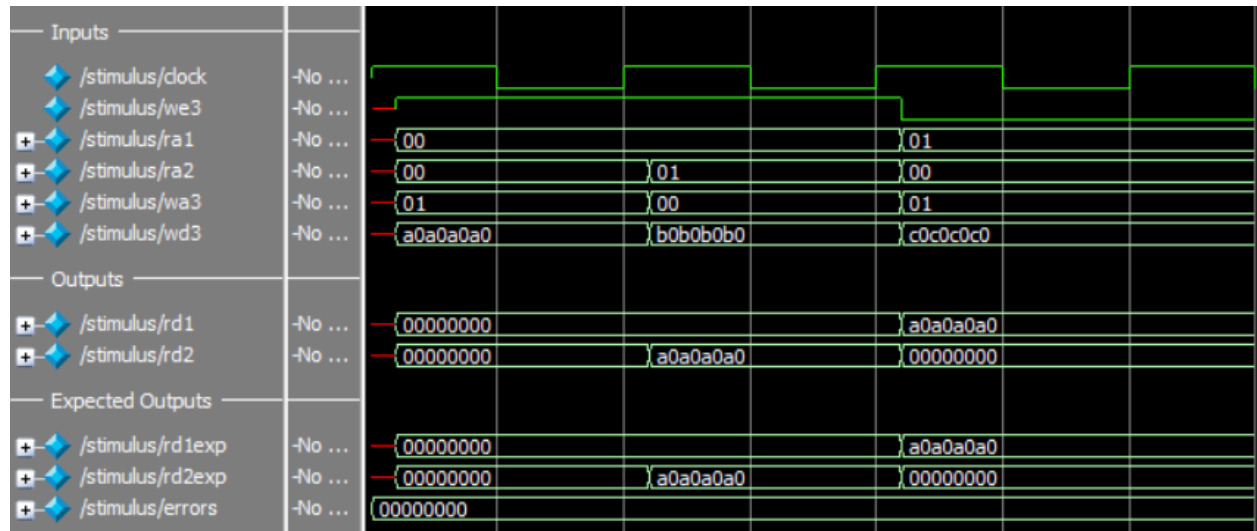 Inputs
/stimulus/clock -No ...
/stimulus/we3 -No ...
/stimulus/ra1 -No ... 00 01
/stimulus/ra2 -No ... 00 01 00
/stimulus/wa3 -No ... 01 00 01
/stimulus/wd3 -No ... a0a0a0a0 b0b0b0b0 c0c0c0c0
Outputs
/stimulus/rd1 -No ... 00000000 a0a0a0a0
/stimulus/rd2 -No ... 00000000 a0a0a0a0 00000000
Expected Outputs
/stimulus/rd1exp -No ... 00000000 a0a0a0a0
/stimulus/rd2exp -No ... 00000000 a0a0a0a0 00000000
/stimulus/errors -No ... 00000000